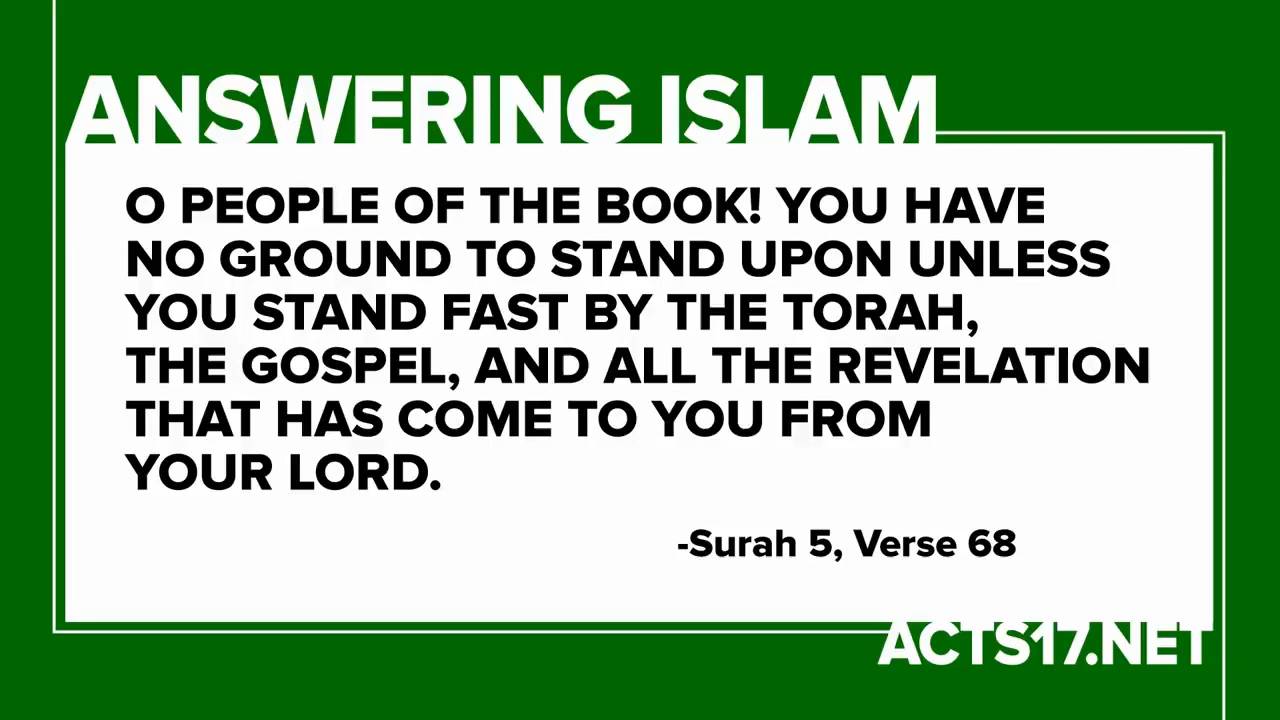 ANSWERING ISLAM
O PEOPLE OF THE BOOK! YOU HAVE
NO GROUND TO STAND UPON UNLESS
YOU STAND FAST BY THE TORAH,
THE GOSPEL, AND ALL THE REVELATION
THAT HAS COME TO YOU FROM
YOUR LORD.
-Surah 5, Verse 68
ACTS17.NET